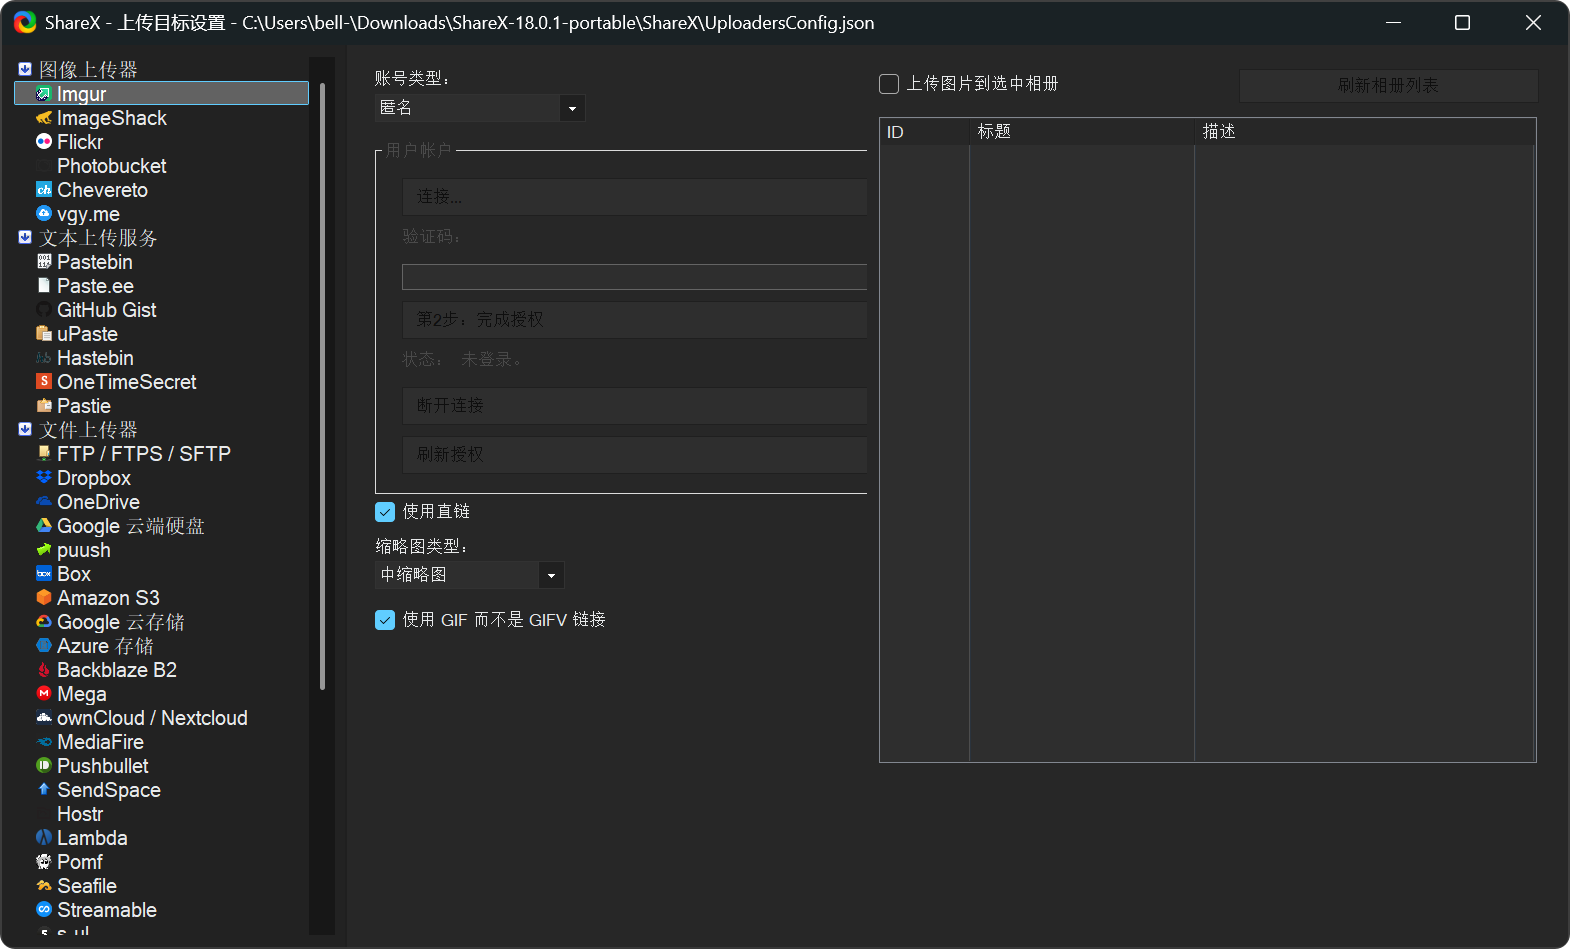 ShareX - 上传目标设置 - C:\Users\bell-\Downloads\ShareX-18.0.1-portable\ShareX\UploadersConfig.json
图像上传器
Imgur
ImageShack
Flickr
Photobucket
Chevereto
vgy.me
文本上传服务
Pastebin
Paste.ee
GitHub Gist
uPaste
Hastebin
OneTimeSecret
Pastie
文件上传器
FTP / FTPS / SFTP
Dropbox
OneDrive
Google 云端硬盘
puush
Box
Amazon S3
Google 云存储
Azure 存储
Backblaze B2
Mega
ownCloud / Nextcloud
MediaFire
Pushbullet
SendSpace
Hostr
Lambda
Pomf
Seafile
Streamable
s-ul
账号类型：
匿名
用户帐户
连接...
验证码：
第2步：完成授权
状态： 未登录。
断开连接
刷新授权
使用直链
缩略图类型：
中缩略图
使用 GIF 而不是 GIFV 链接
上传图片到选中相册
刷新相册列表
ID 标题 描述